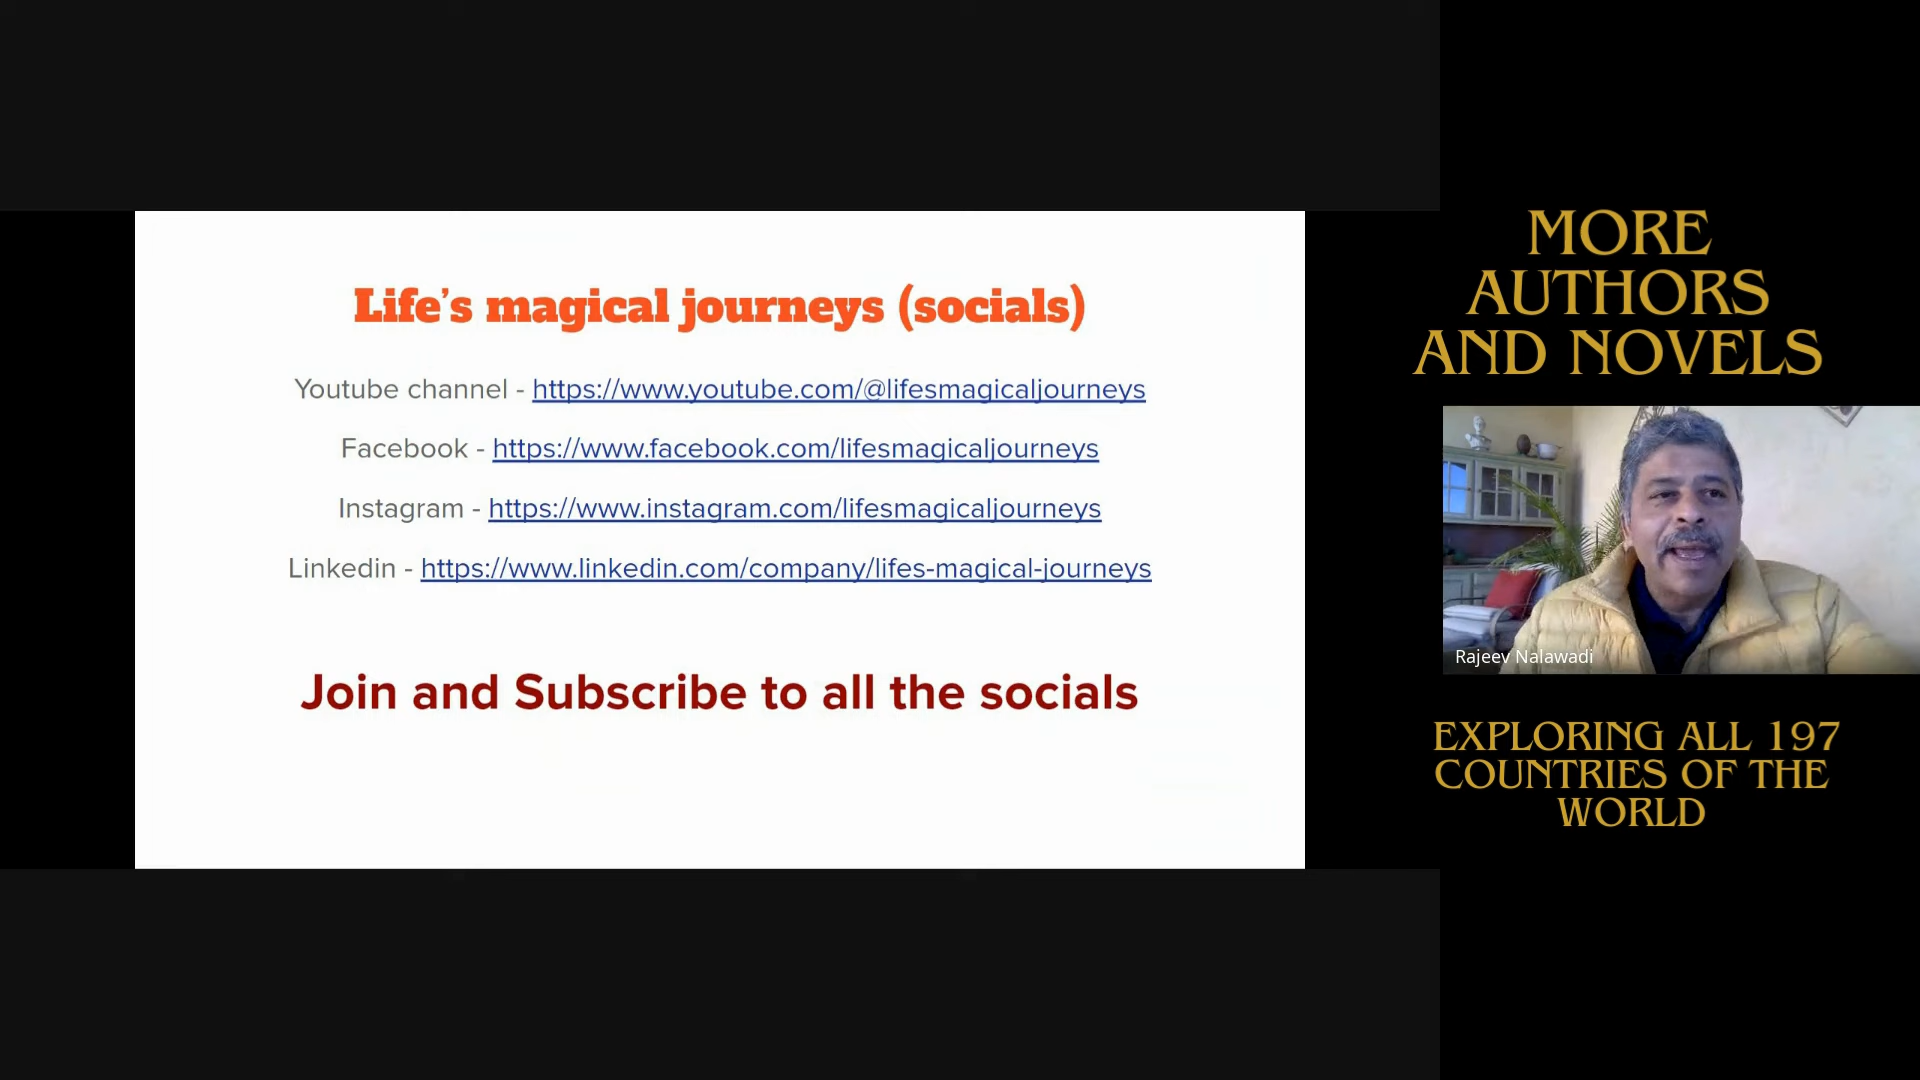 Life's magical journeys (socials)
Youtube channel - https://www.youtube.com/@lifesmagicaljourneys
Facebook - https://www.facebook.com/lifesmagicaljourneys
Instagram - https://www.instagram.com/lifesmagicaljourneys
Linkedin - https://www.linkedin.com/company/lifes-magical-journeys
Join and Subscribe to all the socials
MORE
AUTHORS
AND NOVELS
Rajeev Nalawadi
EXPLORING ALL 197
COUNTRIES OF THE
WORLD